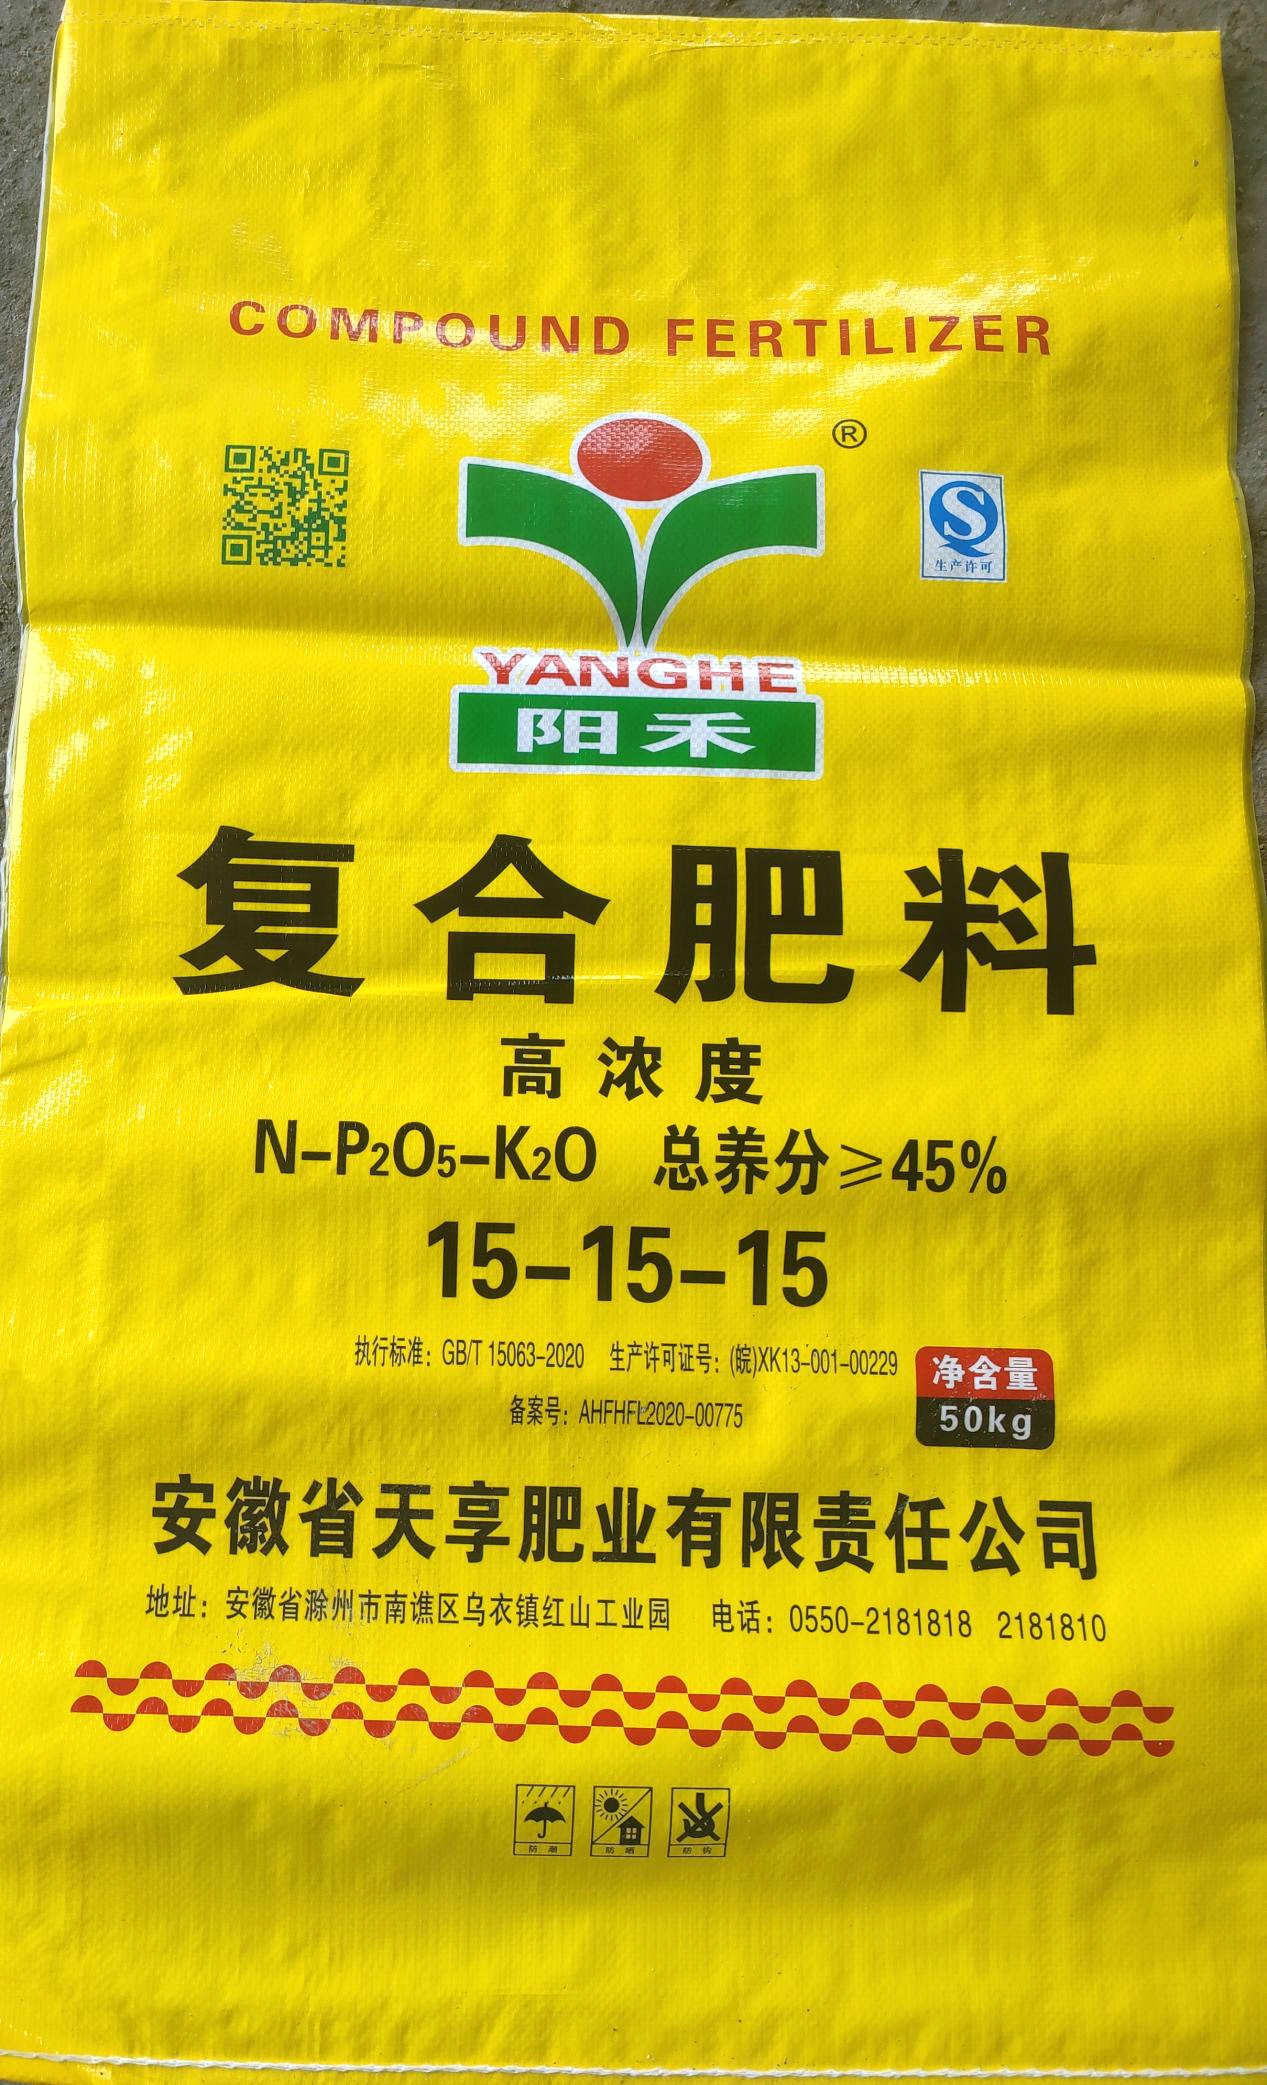 COMPOUND FERTILIZER
®
生产许可
YANGHE
阳禾
复合肥料
高浓度
N-P2O5-K2O 总养分≥45%
15-15-15
执行标准：GB/T 15063-2020 生产许可证号：(皖)XK13-001-00229
备案号：AHFHFL2020-00775
净含量
50kg
安徽省天享肥业有限责任公司
地址：安徽省滁州市南谯区乌衣镇红山工业园 电话：0550-2181818 2181810
防潮 防晒 防钩